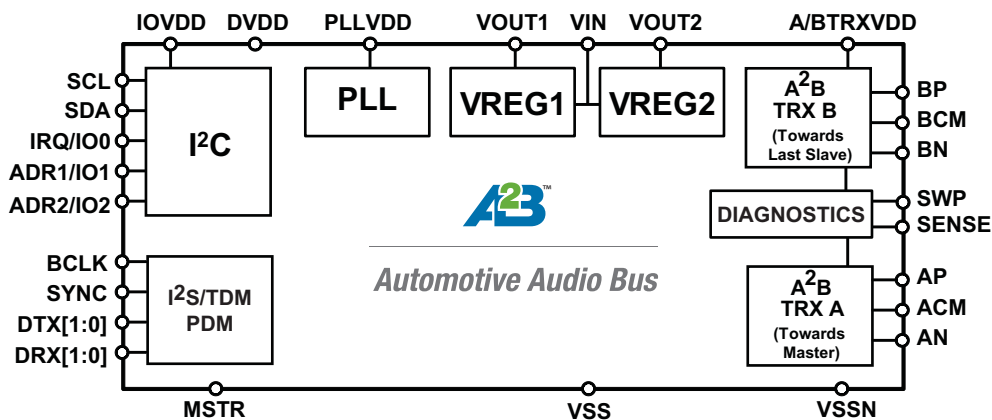 IOVDD DVDD PLLVDD VOUT1 VIN VOUT2 A/BTRXVDD
SCL
SDA
IRQ/IO0
ADR1/IO1
ADR2/IO2
I²C
PLL
VREG1
VREG2
A²B
TRX B
(Towards
Last Slave)
BP
BCM
BN
DIAGNOSTICS
SWP
SENSE
A2B™
Automotive Audio Bus
BCLK
SYNC
DTX[1:0]
DRX[1:0]
I²S/TDM
PDM
A²B
TRX A
(Towards
Master)
AP
ACM
AN
MSTR VSS VSSN